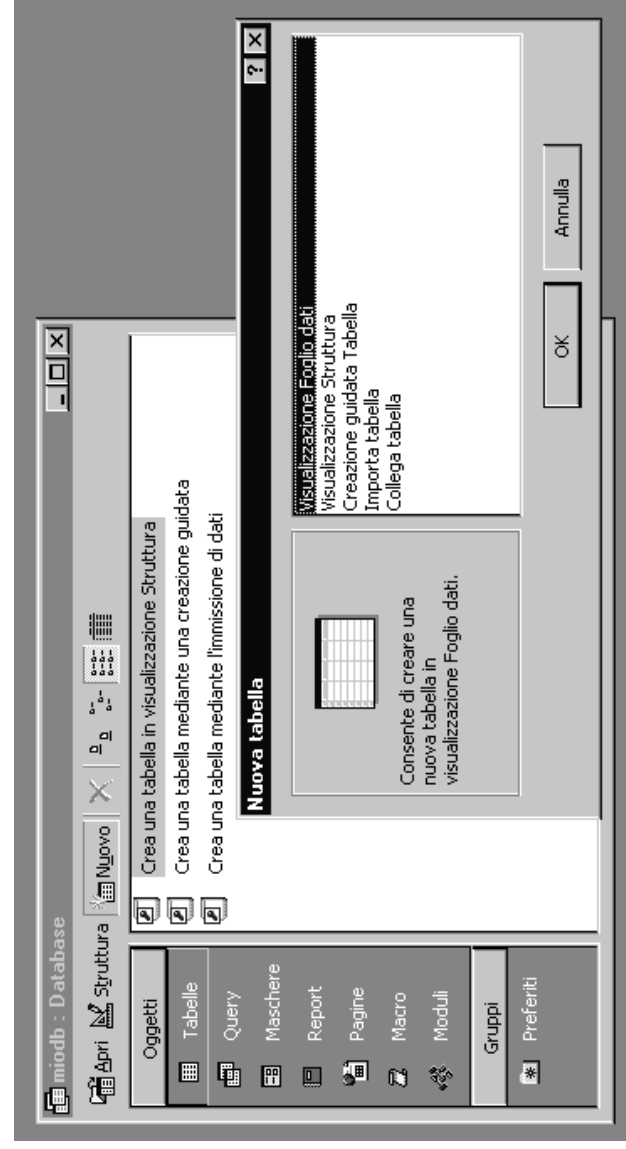 miodb : Database
Apri Struttura Nuovo
Oggetti
Tabelle
Query
Maschere
Report
Pagine
Macro
Moduli
Gruppi
Preferiti
Crea una tabella in visualizzazione Struttura
Crea una tabella mediante una creazione guidata
Crea una tabella mediante l'immissione di dati
Nuova tabella
Consente di creare una
nuova tabella in
visualizzazione Foglio dati.
Visualizzazione Foglio dati
Visualizzazione Struttura
Creazione guidata Tabella
Importa tabella
Collega tabella
OK
Annulla